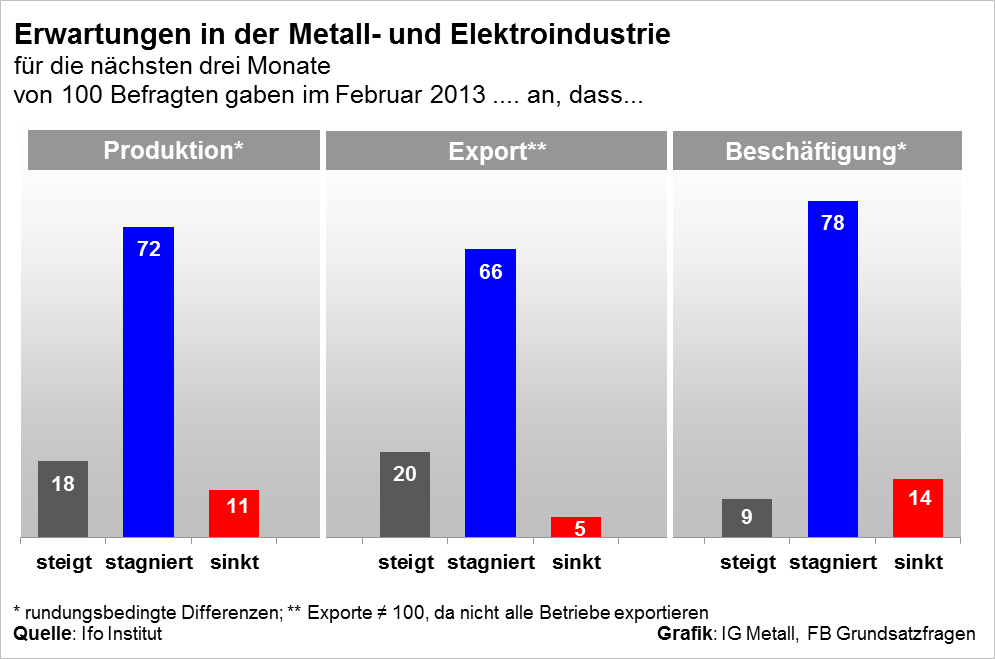 Erwartungen in der Metall- und Elektroindustrie
für die nächsten drei Monate
von 100 Befragten gaben im Februar 2013 .... an, dass...
Produktion* Export** Beschäftigung*
72 66 78
18 11 20 5 9 14
steigt stagniert sinkt steigt stagniert sinkt steigt stagniert sinkt
* rundungsbedingte Differenzen; ** Exporte ≠ 100, da nicht alle Betriebe exportieren
Quelle: Ifo Institut Grafik: IG Metall, FB Grundsatzfragen